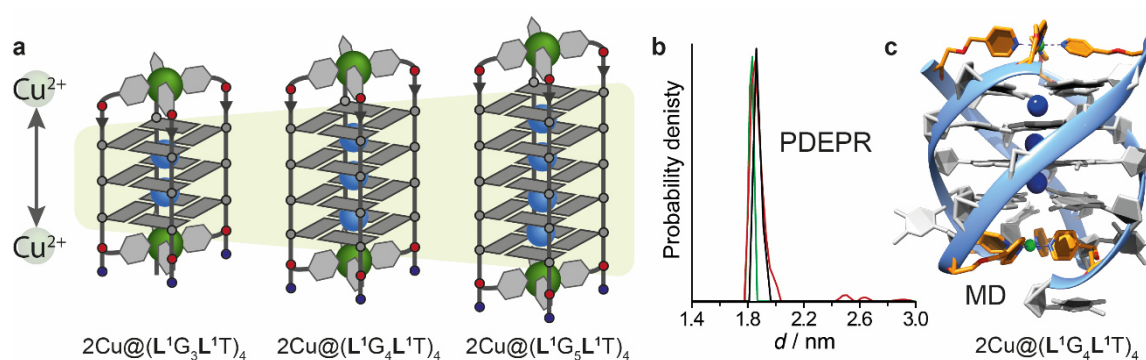 a
Cu²⁺
Cu²⁺
2Cu@(L¹G₃L¹T)₄
2Cu@(L¹G₄L¹T)₄
2Cu@(L¹G₅L¹T)₄
b
Probability denisty
PDEPR
1.4 1.8 2.2 2.6 3.0
d / nm
c
MD
2Cu@(L¹G₄L¹T)₄